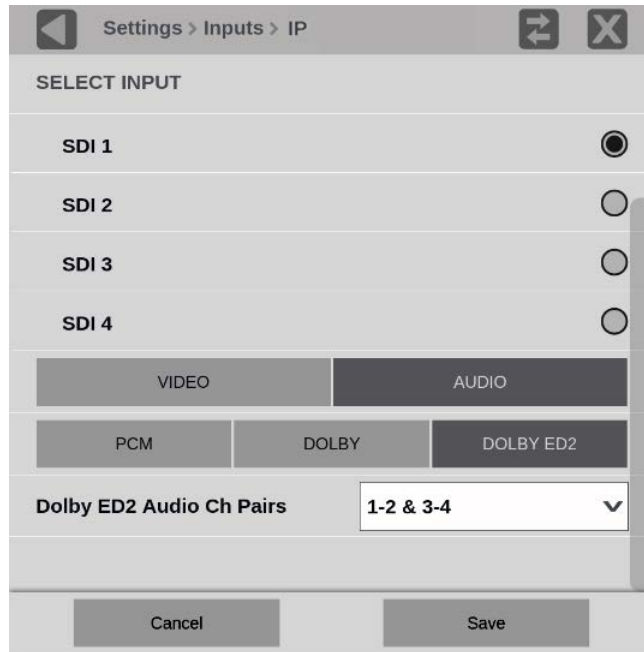 Settings > Inputs > IP
SELECT INPUT
SDI 1
SDI 2
SDI 3
SDI 4
VIDEO AUDIO
PCM DOLBY DOLBY ED2
Dolby ED2 Audio Ch Pairs 1-2 & 3-4
Cancel Save